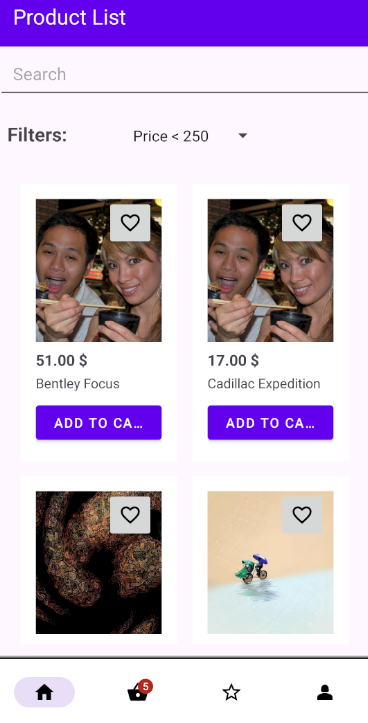 Product List
Search
Filters: Price < 250
51.00 $ 17.00 $
Bentley Focus Cadillac Expedition
ADD TO CA... ADD TO CA...
5